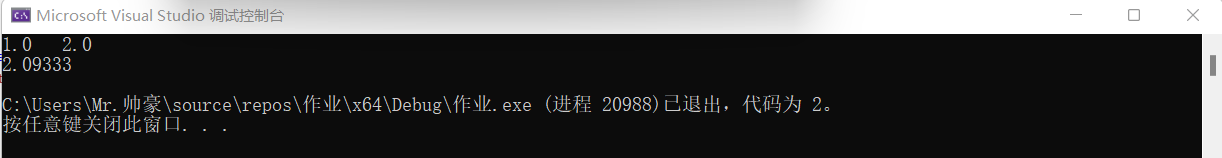 Microsoft Visual Studio 调试控制台
1.0   2.0
2.09333
C:\Users\Mr.帅豪\source\repos\作业\x64\Debug\作业.exe (进程 20988)已退出，代码为 2。
按任意键关闭此窗口. . .